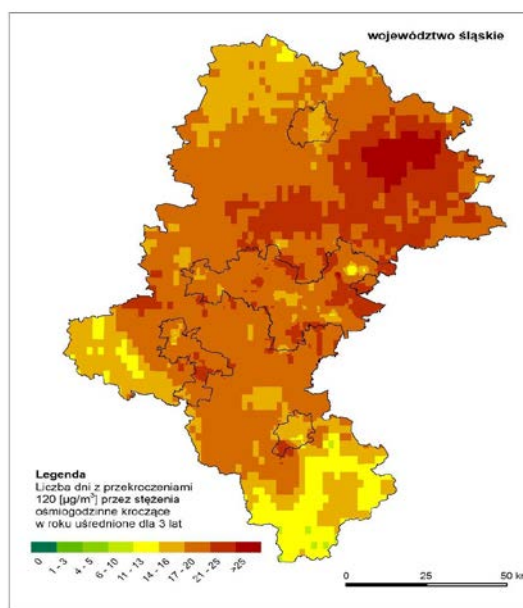 województwo śląskie
Legenda
Liczba dni z przekroczeniami
120 [µg/m³] przez stężenia
ośmiogodzinne kroczące
w roku uśrednione dla 3 lat
0
1 - 3
4 - 5
6 - 10
11 - 13
14 - 16
17 - 20
21 - 25
>25
0 25 50 km